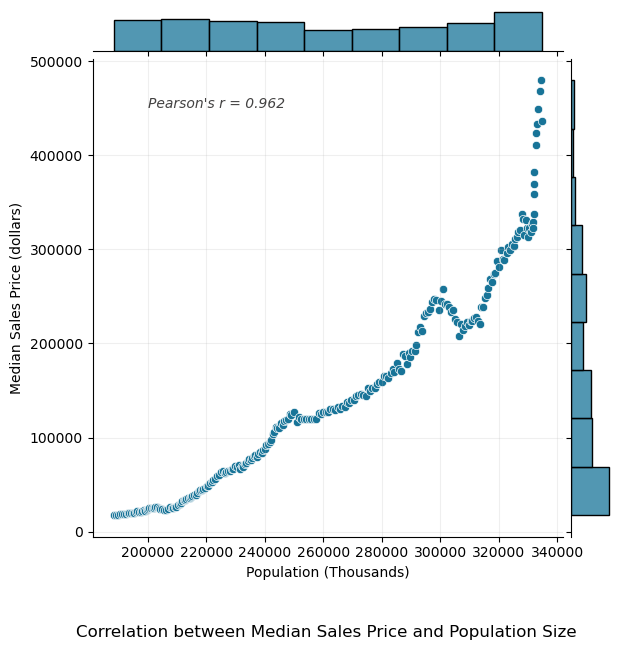 500000
Pearson's r = 0.962
400000
300000
200000
100000
0
Median Sales Price (dollars)
200000 220000 240000 260000 280000 300000 320000 340000
Population (Thousands)
Correlation between Median Sales Price and Population Size